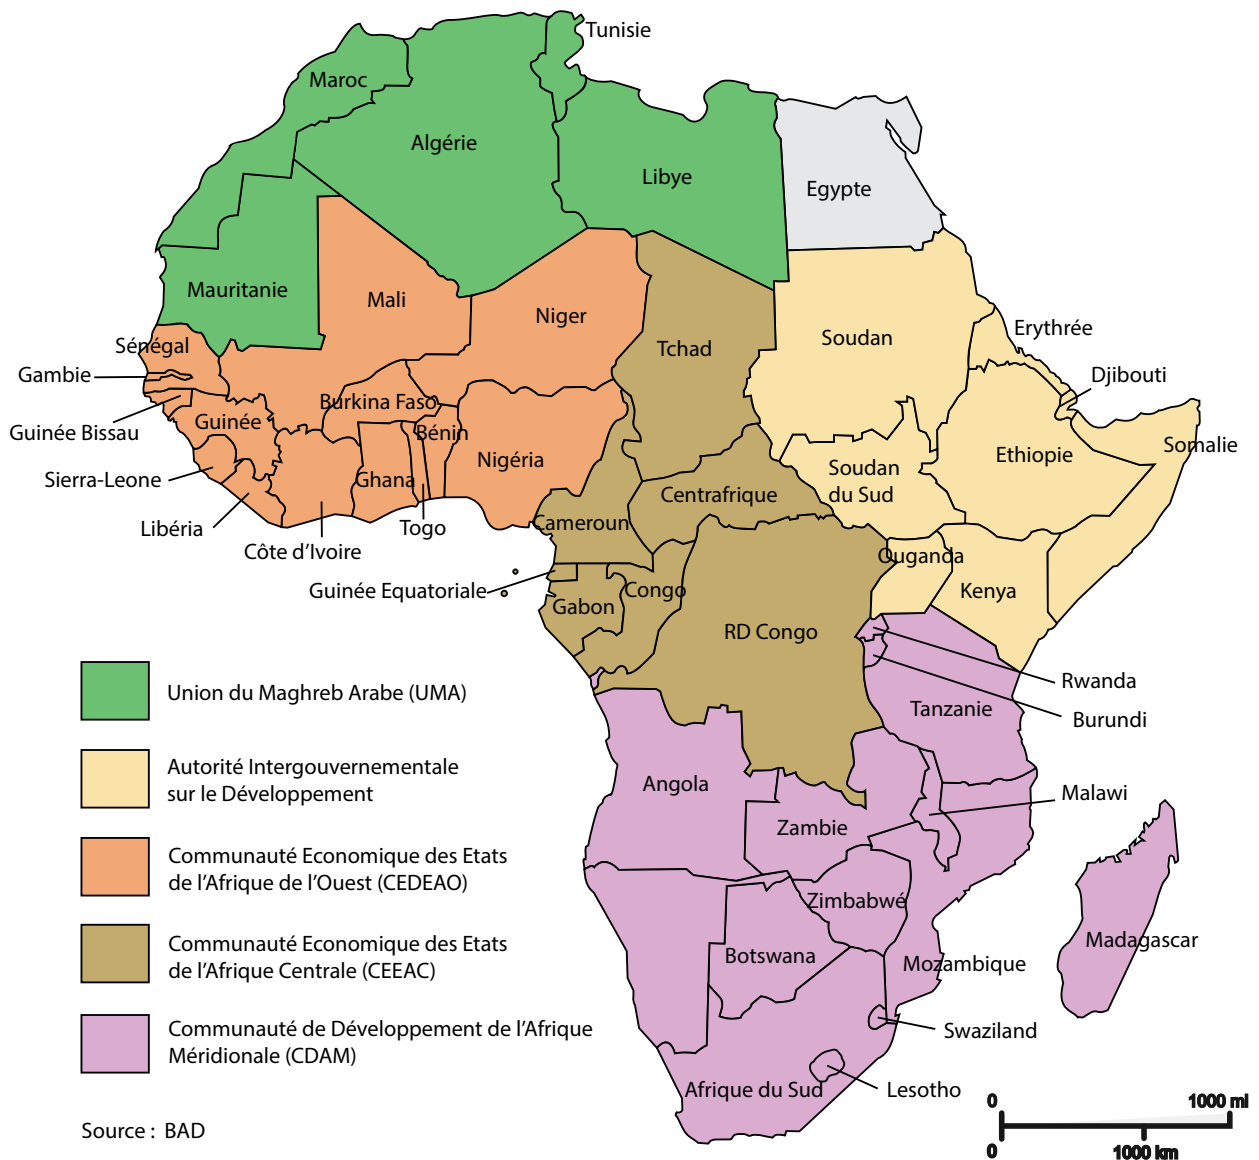 Tunisie
Maroc
Algérie
Libye
Egypte
Mauritanie
Mali
Niger
Tchad
Soudan
Erythrée
Sénégal
Gambie
Djibouti
Burkina Faso
Guinée
Guinée Bissau
Bénin
Nigéria
Ethiopie
Somalie
Soudan
du Sud
Sierra-Leone
Ghana
Centrafrique
Libéria
Togo
Cameroun
Côte d'Ivoire
Ouganda
Guinée Equatoriale
Congo
Kenya
Gabon
RD Congo
Rwanda
Burundi
Tanzanie
Union du Maghreb Arabe (UMA)
Autorité Intergouvernementale
sur le Développement
Angola
Malawi
Zambie
Communauté Economique des Etats
de l'Afrique de l'Ouest (CEDEAO)
Zimbabwé
Communauté Economique des Etats
de l'Afrique Centrale (CEEAC)
Botswana
Mozambique
Madagascar
Communauté de Développement de l'Afrique
Méridionale (CDAM)
Swaziland
Afrique du Sud
Lesotho
Source : BAD
0 1000 mi
0 1000 km